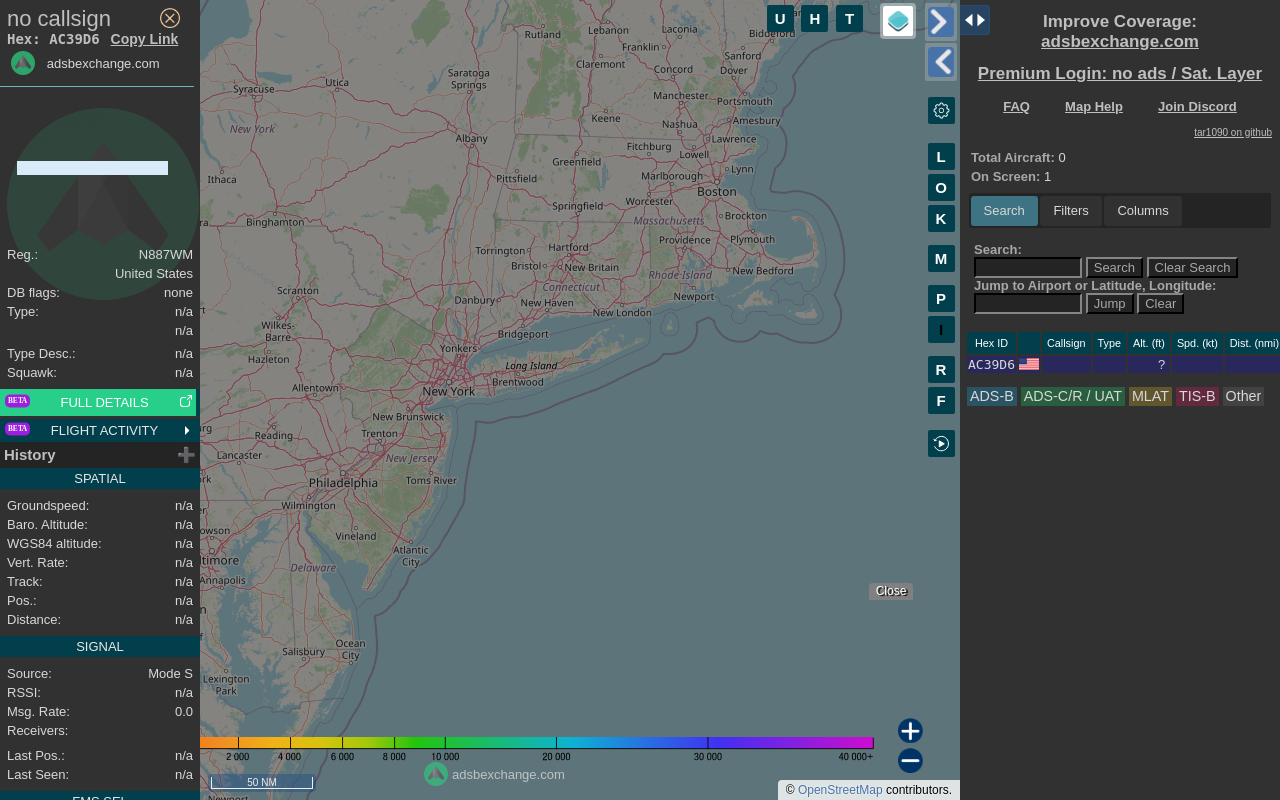 no callsign
Hex: AC39D6 Copy Link
adsbexchange.com
Reg.: N887WM
United States
DB flags: none
Type: n/a
n/a
Type Desc.: n/a
Squawk: n/a
BETA FULL DETAILS
BETA FLIGHT ACTIVITY
History
SPATIAL
Groundspeed: n/a
Baro. Altitude: n/a
WGS84 altitude: n/a
Vert. Rate: n/a
Track: n/a
Pos.: n/a
Distance: n/a
SIGNAL
Source: Mode S
RSSI: n/a
Msg. Rate: 0.0
Receivers:
Last Pos.: n/a
Last Seen: n/a
FMS SEL
U H T
L
O
K
M
P
I
R
F
Rutland
Lebanon
Laconia
Franklin
Claremont
Sanford
Biddeford
Concord
Dover
Utica
Syracuse
Saratoga
Springs
Manchester
Portsmouth
Keene
Amesbury
Nashua
New York
Albany
Lawrence
Fitchburg
Lowell
Greenfield
Lynn
Ithaca
Pittsfield
Marlborough
Boston
Worcester
Springfield
Binghamton
Massachusetts
Brockton
Providence
Plymouth
Torrington
Hartford
Bristol
New Britain
Rhode Island
New Bedford
Connecticut
Scranton
Danbury
New Haven
Newport
New London
Wilkes-
Barre
Bridgeport
Hazleton
Yonkers
Long Island
Allentown
New York
Brentwood
New Brunswick
Reading
Trenton
Lancaster
New Jersey
Philadelphia
Toms River
Wilmington
Vineland
Atlantic
City
Delaware
Annapolis
Ocean
City
Salisbury
Lexington
Park
Newport
Close
2 000 4 000 6 000 8 000 10 000 20 000 30 000 40 000+
50 NM
adsbexchange.com
© OpenStreetMap contributors.
Improve Coverage:
adsbexchange.com
Premium Login: no ads / Sat. Layer
FAQ Map Help Join Discord
tar1090 on github
Total Aircraft: 0
On Screen: 1
Search Filters Columns
Search:
Search Clear Search
Jump to Airport or Latitude, Longitude:
Jump Clear
Hex ID Callsign Type Alt. (ft) Spd. (kt) Dist. (nmi)
AC39D6 ?
ADS-B ADS-C/R / UAT MLAT TIS-B Other